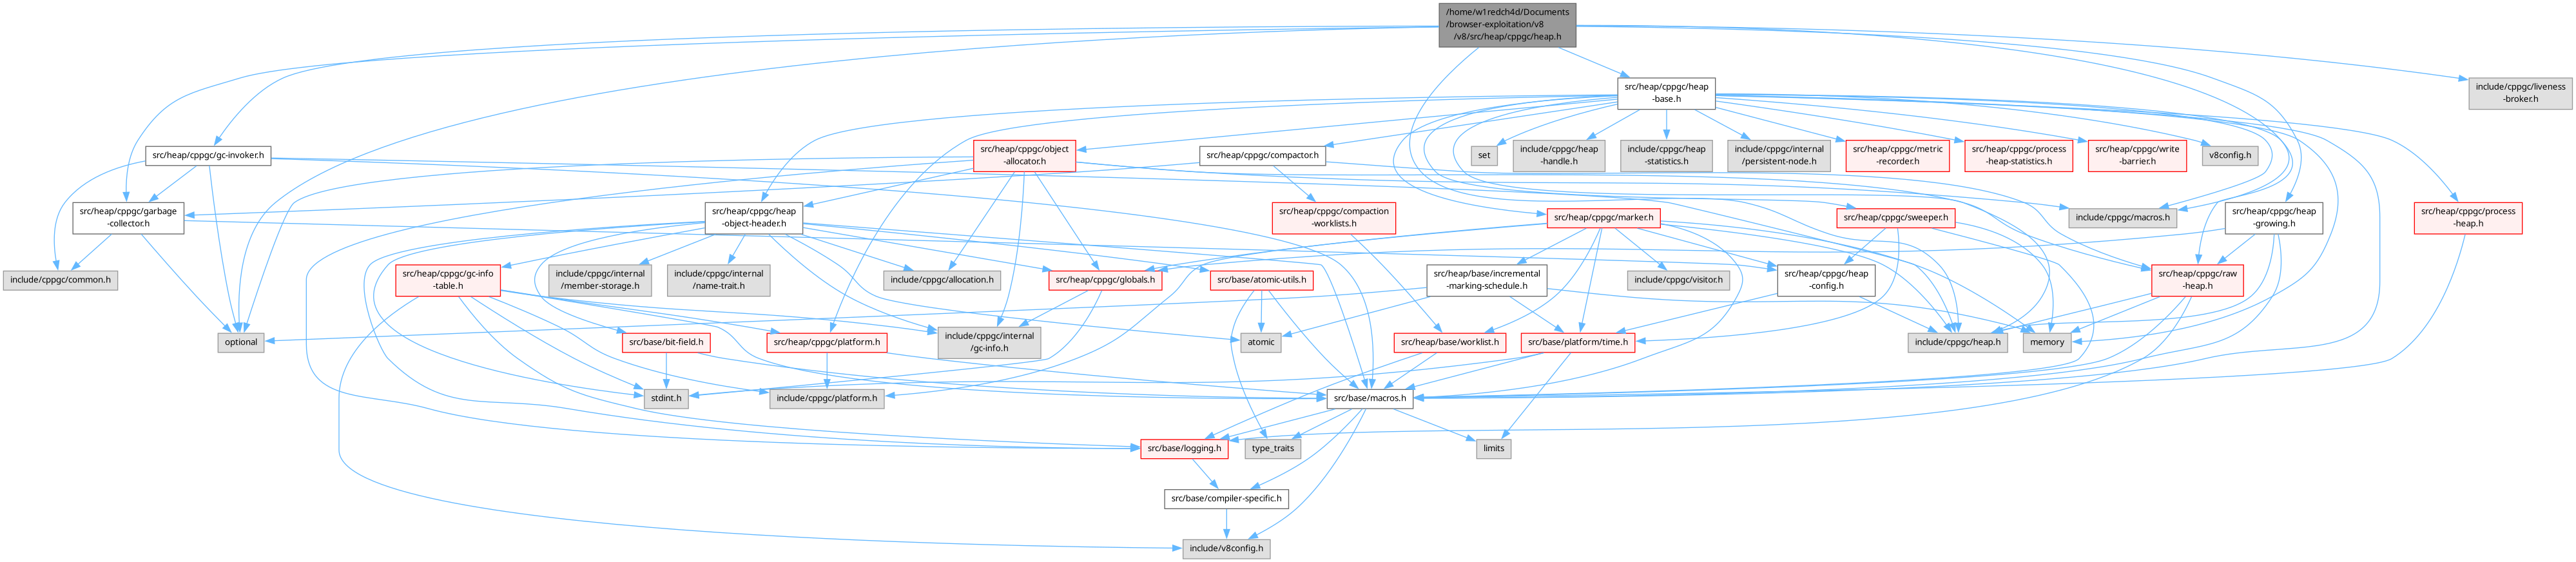 /home/w1redch4d/Documents
/browser-exploitation/v8
/v8/src/heap/cppgc/heap.h
src/heap/cppgc/heap
-base.h
include/cppgc/liveness
-broker.h
src/heap/cppgc/gc-invoker.h
src/heap/cppgc/object
-allocator.h
src/heap/cppgc/compactor.h
set
include/cppgc/heap
-handle.h
include/cppgc/heap
-statistics.h
include/cppgc/internal
/persistent-node.h
src/heap/cppgc/metric
-recorder.h
src/heap/cppgc/process
-heap-statistics.h
src/heap/cppgc/write
-barrier.h
v8config.h
src/heap/cppgc/garbage
-collector.h
src/heap/cppgc/heap
-object-header.h
src/heap/cppgc/compaction
-worklists.h
src/heap/cppgc/marker.h
src/heap/cppgc/sweeper.h
include/cppgc/macros.h
src/heap/cppgc/heap
-growing.h
src/heap/cppgc/process
-heap.h
include/cppgc/common.h
src/heap/cppgc/gc-info
-table.h
include/cppgc/internal
/member-storage.h
include/cppgc/internal
/name-trait.h
include/cppgc/allocation.h
src/heap/cppgc/globals.h
src/base/atomic-utils.h
src/heap/base/incremental
-marking-schedule.h
include/cppgc/visitor.h
src/heap/cppgc/heap
-config.h
src/heap/cppgc/raw
-heap.h
optional
src/base/bit-field.h
src/heap/cppgc/platform.h
include/cppgc/internal
/gc-info.h
atomic
src/heap/base/worklist.h
src/base/platform/time.h
include/cppgc/heap.h
memory
stdint.h
include/cppgc/platform.h
src/base/macros.h
src/base/logging.h
type_traits
limits
src/base/compiler-specific.h
include/v8config.h